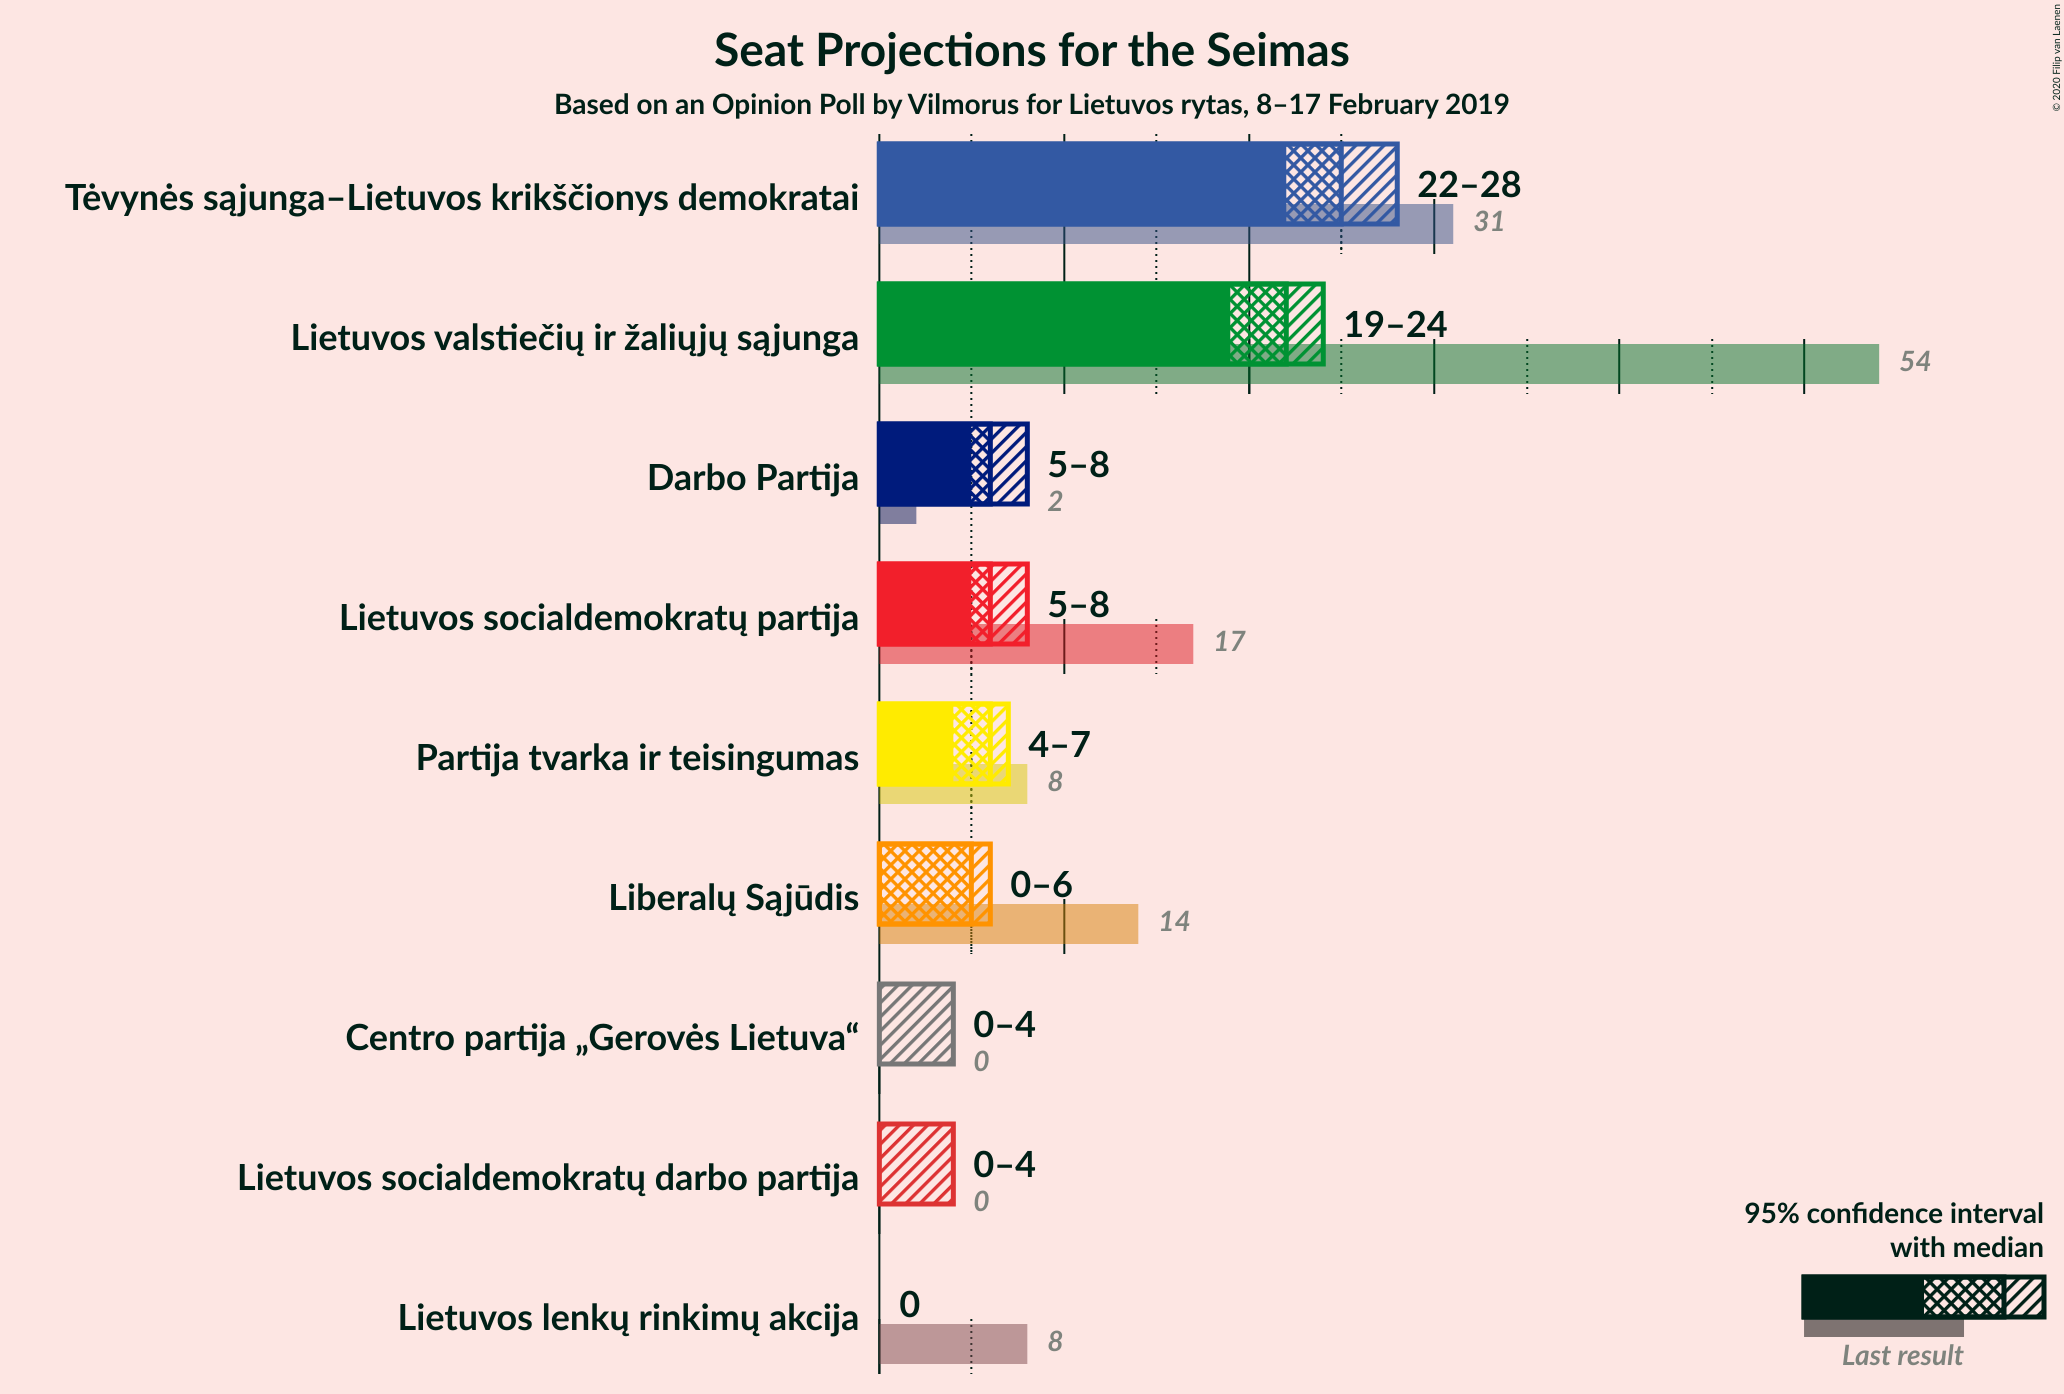 Seat Projections for the Seimas
Based on an Opinion Poll by Vilmorus for Lietuvos rytas, 8–17 February 2019
© 2020 Filip van Laenen
Tėvynės sąjunga–Lietuvos krikščionys demokratai
22–28
31
Lietuvos valstiečių ir žaliųjų sąjunga
19–24
54
Darbo Partija
5–8
2
Lietuvos socialdemokratų partija
5–8
17
Partija tvarka ir teisingumas
4–7
8
Liberalų Sąjūdis
0–6
14
Centro partija „Gerovės Lietuva“
0–4
0
Lietuvos socialdemokratų darbo partija
0–4
0
Lietuvos lenkų rinkimų akcija
0
8
95% confidence interval
with median
Last result